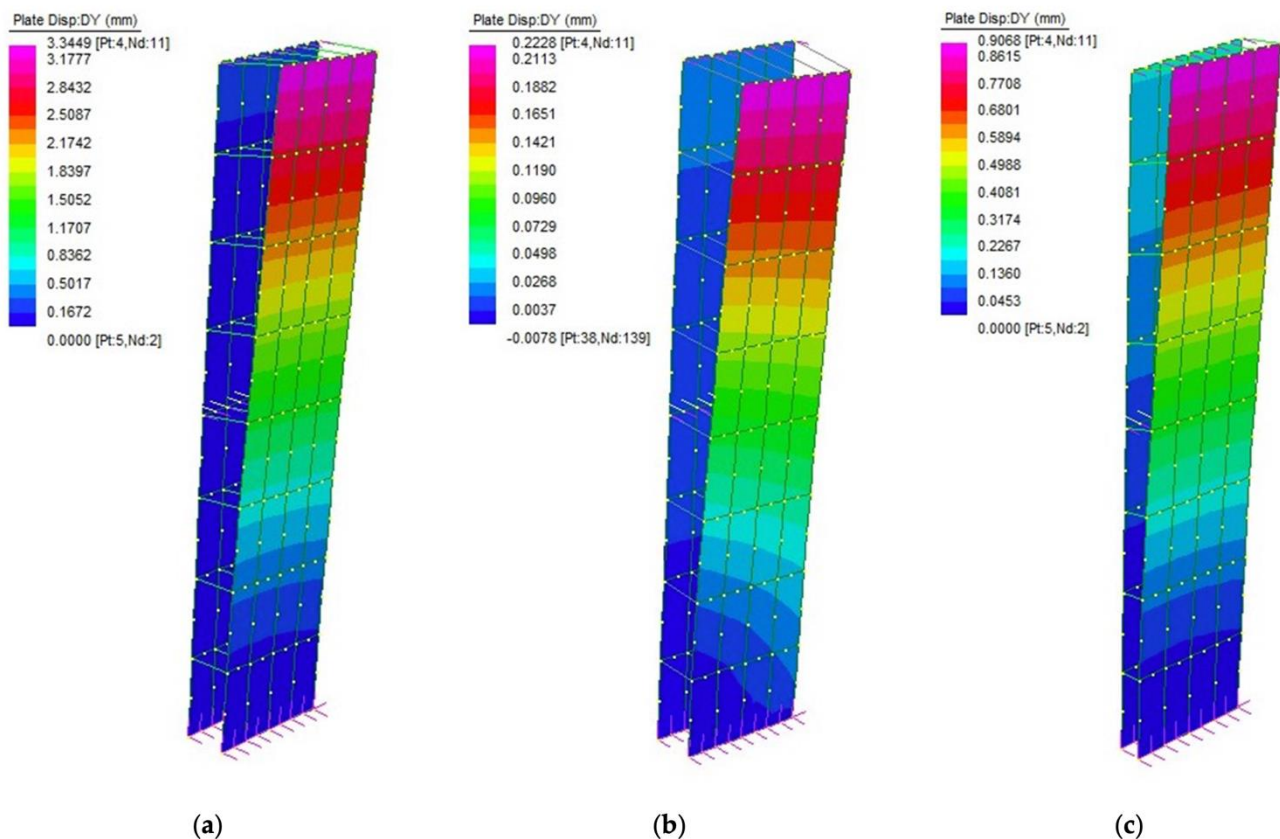 Plate Disp:DY (mm)
3.3449 [Pt:4,Nd:11]
3.1777
2.8432
2.5087
2.1742
1.8397
1.5052
1.1707
0.8362
0.5017
0.1672
0.0000 [Pt:5,Nd:2]
Plate Disp:DY (mm)
0.2228 [Pt:4,Nd:11]
0.2113
0.1882
0.1651
0.1421
0.1190
0.0960
0.0729
0.0498
0.0268
0.0037
-0.0078 [Pt:38,Nd:139]
Plate Disp:DY (mm)
0.9068 [Pt:4,Nd:11]
0.8615
0.7708
0.6801
0.5894
0.4988
0.4081
0.3174
0.2267
0.1360
0.0453
0.0000 [Pt:5,Nd:2]
(a)
(b)
(c)